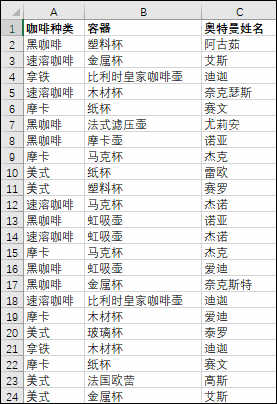 A B C
1 咖啡种类 容器 奥特曼姓名
2 黑咖啡 塑料杯 阿古茹
3 速溶咖啡 金属杯 艾斯
4 拿铁 比利时皇家咖啡壶 迪迦
5 速溶咖啡 木材杯 奈克瑟斯
6 摩卡 纸杯 赛文
7 黑咖啡 法式滤压壶 尤莉安
8 黑咖啡 摩卡壶 诺亚
9 摩卡 马克杯 杰克
10 美式 纸杯 雷欧
11 美式 塑料杯 赛罗
12 速溶咖啡 马克杯 杰诺
13 黑咖啡 虹吸壶 诺亚
14 速溶咖啡 虹吸壶 杰诺
15 摩卡 马克杯 杰克
16 黑咖啡 虹吸壶 爱迪
17 黑咖啡 金属杯 奈克斯特
18 速溶咖啡 比利时皇家咖啡壶 迪迦
19 摩卡 木材杯 爱迪
20 美式 玻璃杯 泰罗
21 拿铁 木材杯 迪迦
22 摩卡 纸杯 赛文
23 美式 法国欧蕾 高斯
24 美式 金属杯 艾斯